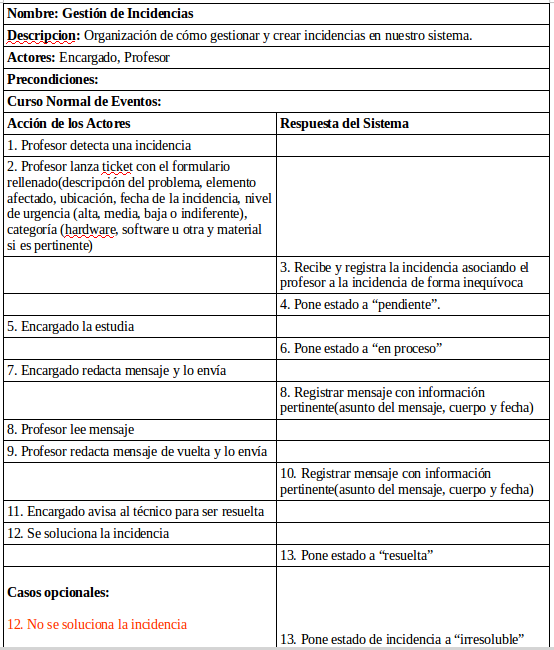 Nombre: Gestión de Incidencias
Descripcion: Organización de cómo gestionar y crear incidencias en nuestro sistema.
Actores: Encargado, Profesor
Precondiciones:
Curso Normal de Eventos:
Acción de los Actores
Respuesta del Sistema
1. Profesor detecta una incidencia
2. Profesor lanza ticket con el formulario
rellenado(descripción del problema, elemento
afectado, ubicación, fecha de la incidencia, nivel
de urgencia (alta, media, baja o indiferente),
categoría (hardware, software u otra y material
si es pertinente)
3. Recibe y registra la incidencia asociando el
profesor a la incidencia de forma inequívoca
4. Pone estado a “pendiente”.
5. Encargado la estudia
6. Pone estado a “en proceso”
7. Encargado redacta mensaje y lo envía
8. Registrar mensaje con información
pertinente(asunto del mensaje, cuerpo y fecha)
8. Profesor lee mensaje
9. Profesor redacta mensaje de vuelta y lo envía
10. Registrar mensaje con información
pertinente(asunto del mensaje, cuerpo y fecha)
11. Encargado avisa al técnico para ser resuelta
12. Se soluciona la incidencia
13. Pone estado a “resuelta”
Casos opcionales:
12. No se soluciona la incidencia
13. Pone estado de incidencia a “irresoluble”